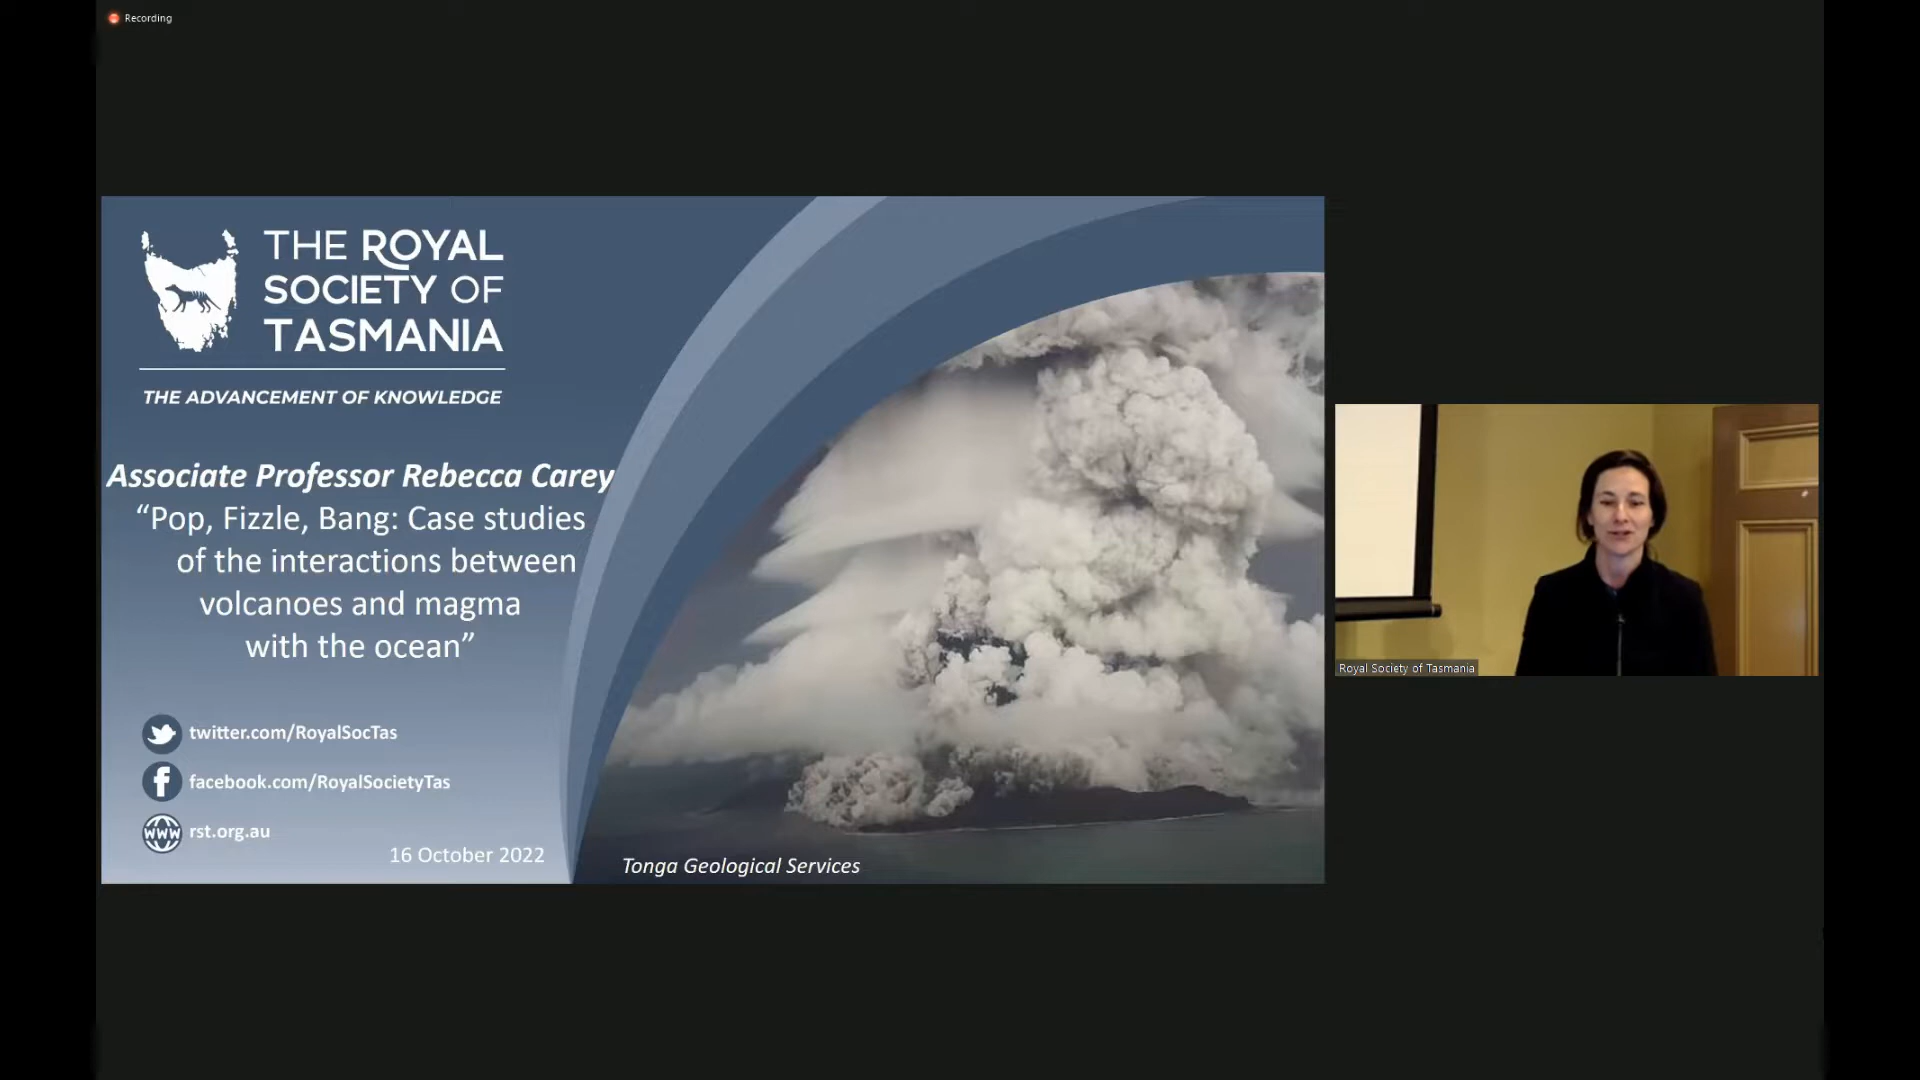 Recording
THE ROYAL
SOCIETY OF
TASMANIA
THE ADVANCEMENT OF KNOWLEDGE
Associate Professor Rebecca Carey
“Pop, Fizzle, Bang: Case studies
of the interactions between
volcanoes and magma
with the ocean”
twitter.com/RoyalSocTas
facebook.com/RoyalSocietyTas
www rst.org.au
16 October 2022
Tonga Geological Services
Royal Society of Tasmania